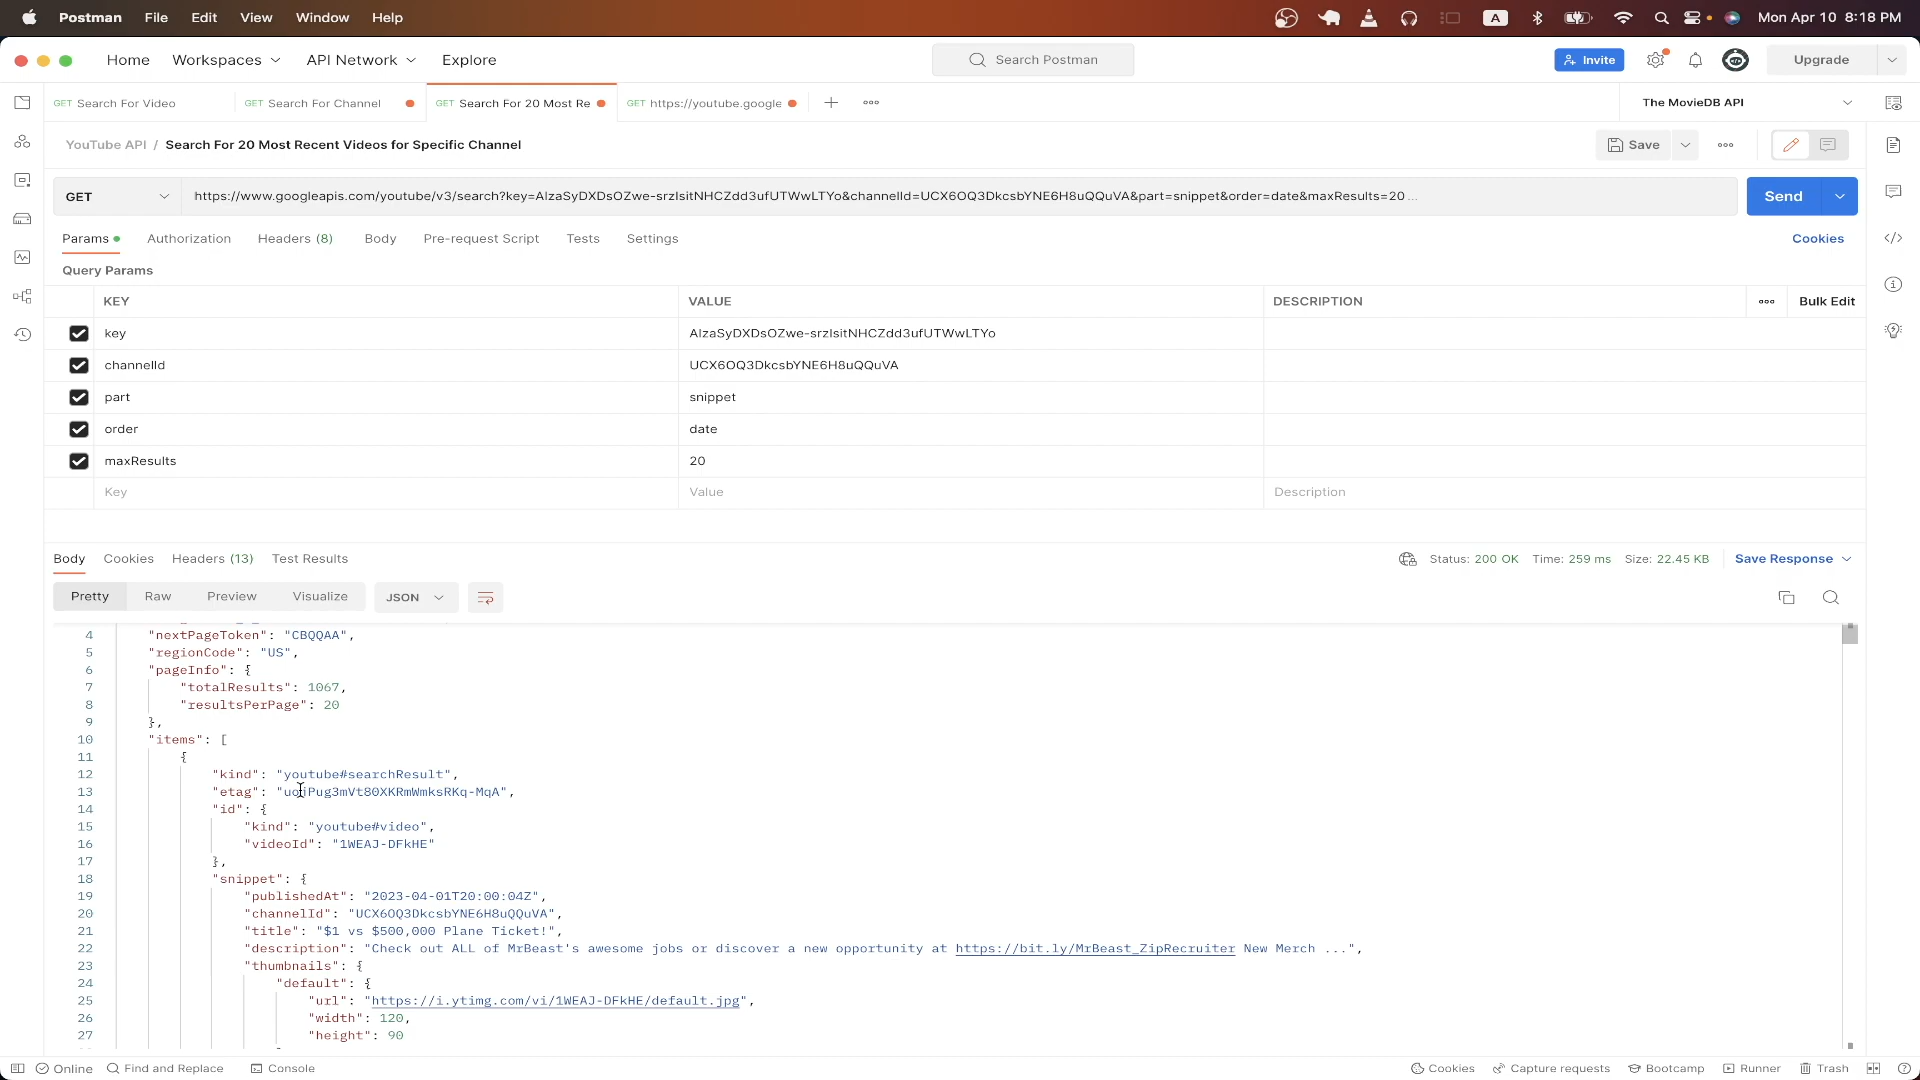 Postman File Edit View Window Help A Mon Apr 10 8:18 PM
Home Workspaces API Network Explore Search Postman Invite Upgrade
GET Search For Video GET Search For Channel GET Search For 20 Most Re GET https://youtube.google The MovieDB API
YouTube API / Search For 20 Most Recent Videos for Specific Channel Save
GET https://www.googleapis.com/youtube/v3/search?key=AIzaSyDXDsOZwe-srzIsitNHCZdd3ufUTWwLTYo&channelId=UCX6OQ3DkcsbYNE6H8uQQuVA&part=snippet&order=date&maxResults=20... Send
Params Authorization Headers (8) Body Pre-request Script Tests Settings Cookies
Query Params
KEY VALUE DESCRIPTION Bulk Edit
key AIzaSyDXDsOZwe-srzIsitNHCZdd3ufUTWwLTYo
channelId UCX6OQ3DkcsbYNE6H8uQQuVA
part snippet
order date
maxResults 20
Key Value Description
Body Cookies Headers (13) Test Results Status: 200 OK Time: 259 ms Size: 22.45 KB Save Response
Pretty Raw Preview Visualize JSON
4 "nextPageToken": "CBQQAA",
5 "regionCode": "US",
6 "pageInfo": {
7 "totalResults": 1067,
8 "resultsPerPage": 20
9 },
10 "items": [
11 {
12 "kind": "youtube#searchResult",
13 "etag":
14 "id": {
15 "kind": "youtube#video",
16 "videoId": "1WEAJ-DFkHE"
17 },
18 "snippet": {
19 "publishedAt": "2023-04-01T20:00:04Z",
20 "channelId": "UCX6OQ3DkcsbYNE6H8uQQuVA",
21 "title": "$1 vs $500,000 Plane Ticket!",
22 "description": "Check out ALL of MrBeast's awesome jobs or discover a new opportunity at https://bit.ly/MrBeast_ZipRecruiter New Merch ...",
23 "thumbnails": {
24 "default": {
25 "url": "https://i.ytimg.com/vi/1WEAJ-DFkHE/default.jpg",
26 "width": 120,
27 "height": 90
Online Find and Replace Console Cookies Capture requests Bootcamp Runner Trash